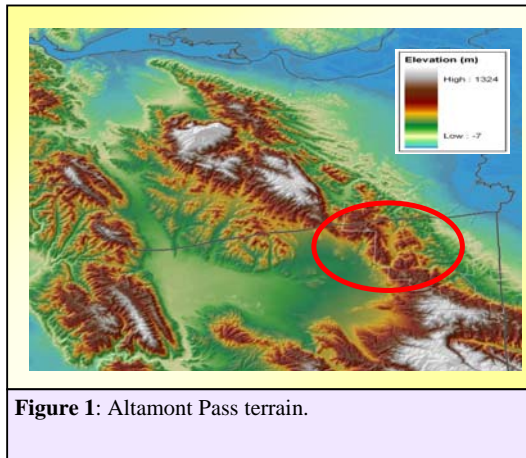 Elevation (m)
High : 1324
Low : -7
Figure 1: Altamont Pass terrain.